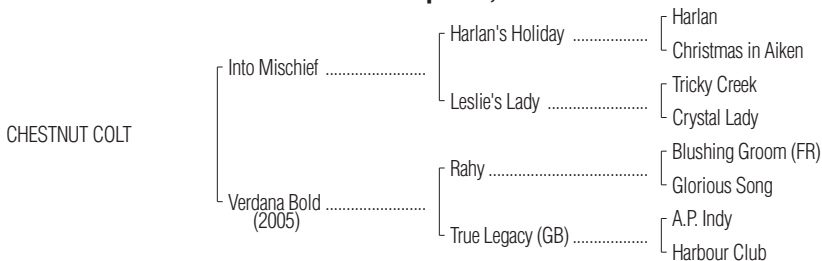 Harlan
Harlan's Holiday ..................
Christmas in Aiken
Into Mischief ........................
Tricky Creek
Leslie's Lady ........................
Crystal Lady
CHESTNUT COLT
Blushing Groom (FR)
Rahy ......................................
Glorious Song
Verdana Bold ........................
(2005)
A.P. Indy
True Legacy (GB) ..................
Harbour Club